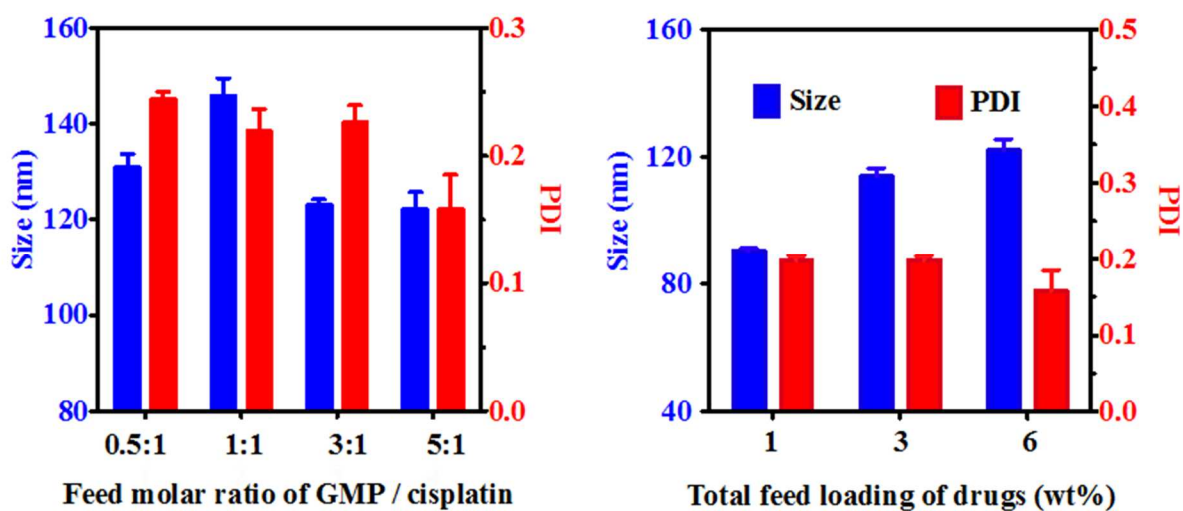 160
140
120
100
80
Size (nm)
0.3
0.2
0.1
0.0
PDI
0.5:1 1:1 3:1 5:1
Feed molar ratio of GMP / cisplatin
160
120
80
40
Size (nm)
Size PDI
0.5
0.4
0.3
0.2
0.1
0.0
PDI
1 3 6
Total feed loading of drugs (wt%)